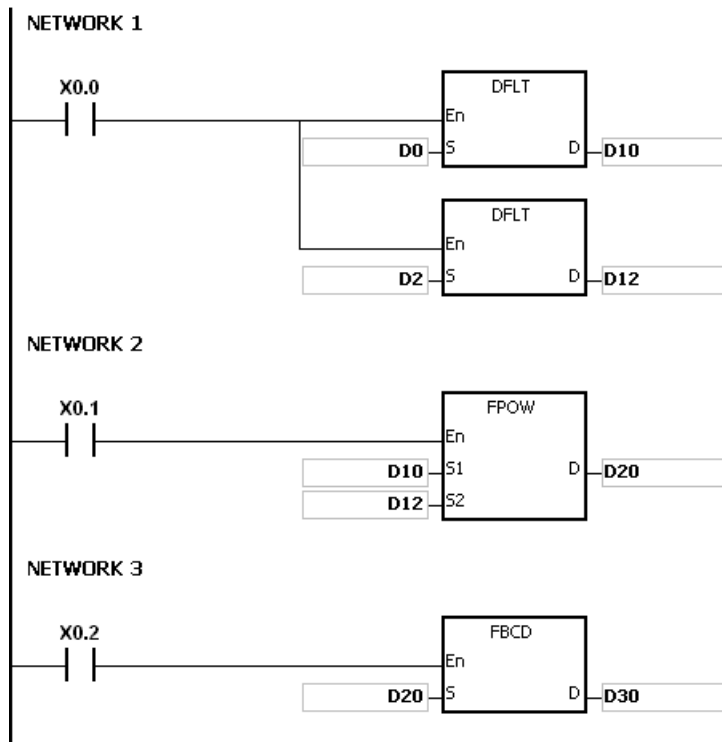 NETWORK 1
X0.0
DFLT
En
D0 S D D10
DFLT
En
D2 S D D12
NETWORK 2
X0.1
FPOW
En
D10 S1 D D20
D12 S2
NETWORK 3
X0.2
FBCD
En
D20 S D D30